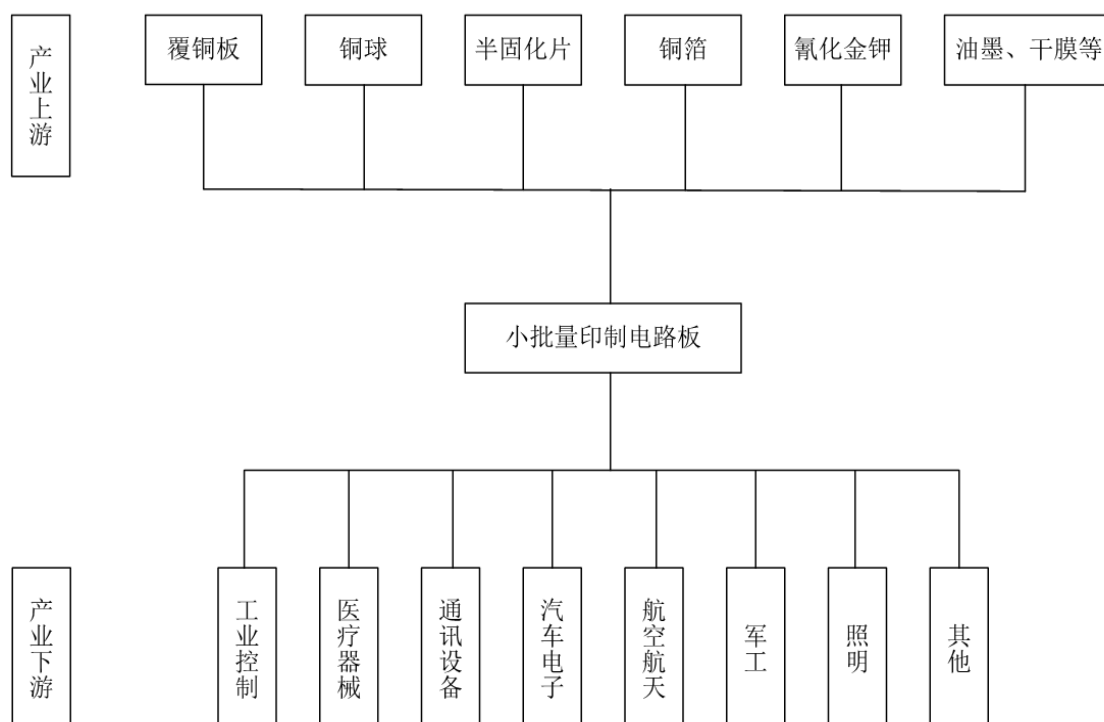 产业上游
覆铜板
铜球
半固化片
铜箔
氰化金钾
油墨、干膜等
小批量印制电路板
产业下游
工业控制
医疗器械
通讯设备
汽车电子
航空航天
军工
照明
其他